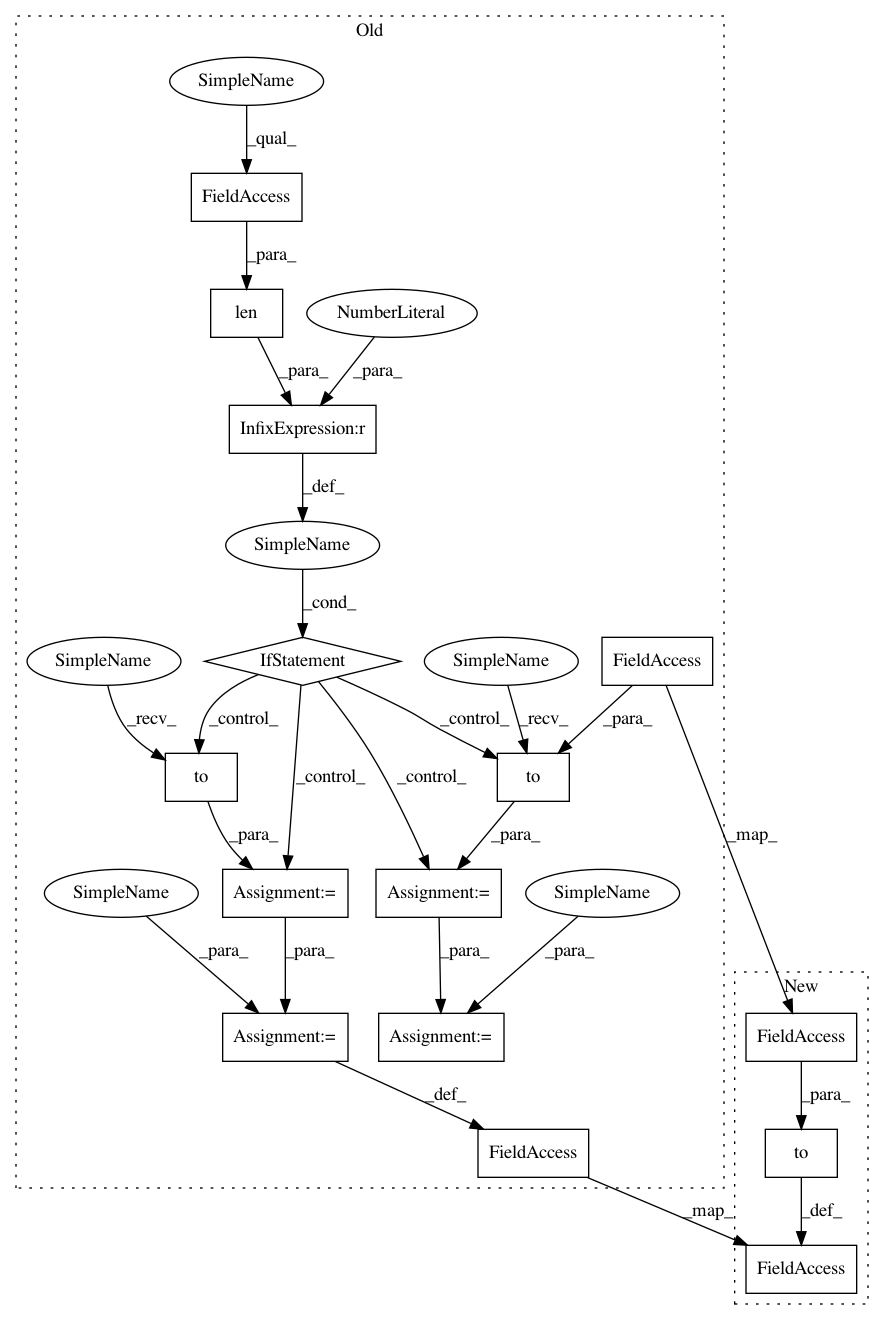 Old
SimpleName
_qual_
FieldAccess
_para_
len
NumberLiteral
_para_
_para_
InfixExpression:r
_def_
SimpleName
_cond_
SimpleName
IfStatement
SimpleName
FieldAccess
_recv_
_control_
_control_
_recv_
_para_
_control_
_control_
to
to
_para_
_para_
_map_
SimpleName
Assignment:=
Assignment:=
SimpleName
_para_
_para_
_para_
_para_
New
Assignment:=
Assignment:=
FieldAccess
_def_
_para_
FieldAccess
to
_map_
_def_
FieldAccess